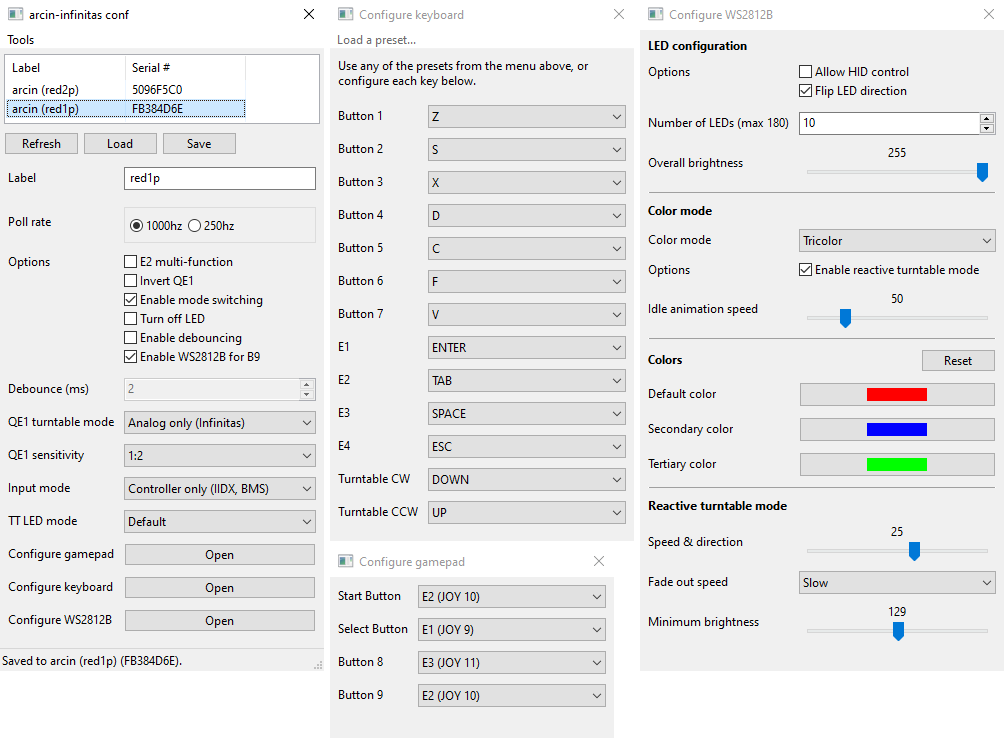 arcin-infinitas conf
Tools
Label Serial #
arcin (red2p) 5096F5C0
arcin (red1p) FB384D6E
Refresh Load Save
Label red1p
Poll rate 1000hz 250hz
Options E2 multi-function
Invert QE1
Enable mode switching
Turn off LED
Enable debouncing
Enable WS2812B for B9
Debounce (ms) 2
QE1 turntable mode Analog only (Infinitas)
QE1 sensitivity 1:2
Input mode Controller only (IIDX, BMS)
TT LED mode Default
Configure gamepad Open
Configure keyboard Open
Configure WS2812B Open
Saved to arcin (red1p) (FB384D6E).
Configure keyboard
Load a preset...
Use any of the presets from the menu above, or
configure each key below.
Button 1 Z
Button 2 S
Button 3 X
Button 4 D
Button 5 C
Button 6 F
Button 7 V
E1 ENTER
E2 TAB
E3 SPACE
E4 ESC
Turntable CW DOWN
Turntable CCW UP
Configure gamepad
Start Button E2 (JOY 10)
Select Button E1 (JOY 9)
Button 8 E3 (JOY 11)
Button 9 E2 (JOY 10)
Configure WS2812B
LED configuration
Options Allow HID control
Flip LED direction
Number of LEDs (max 180) 10
Overall brightness 255
Color mode
Color mode Tricolor
Options Enable reactive turntable mode
Idle animation speed 50
Colors Reset
Default color
Secondary color
Tertiary color
Reactive turntable mode
Speed & direction 25
Fade out speed Slow
Minimum brightness 129